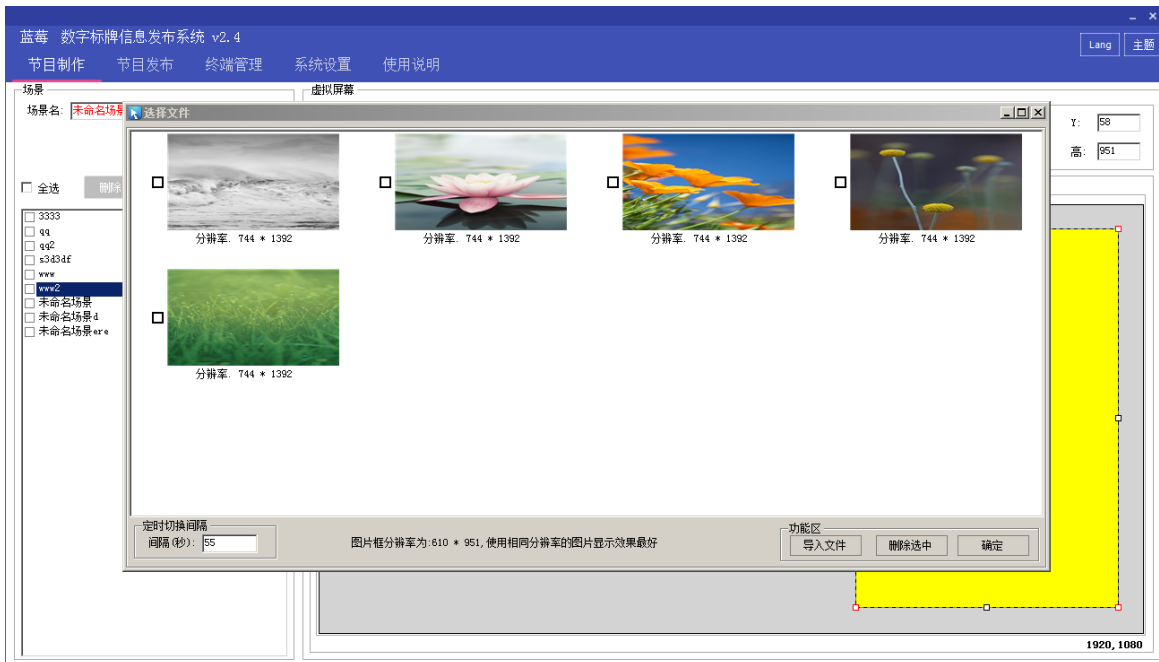 蓝莓 数字标牌信息发布系统 v2.4
Lang 主题
节目制作 节目发布 终端管理 系统设置 使用说明
场景
虚拟屏幕
场景名: 未命名场景
选择文件
Y: 58
高: 951
全选 删除
3333
qq
qq2
s3d3df
www
www2
未命名场景
未命名场景d
未命名场景ere
分辨率. 744 * 1392
分辨率. 744 * 1392
分辨率. 744 * 1392
分辨率. 744 * 1392
分辨率. 744 * 1392
定时切换间隔
间隔(秒): 55
图片框分辨率为:610 * 951,使用相同分辨率的图片显示效果最好
功能区
导入文件 删除选中 确定
1920,1080